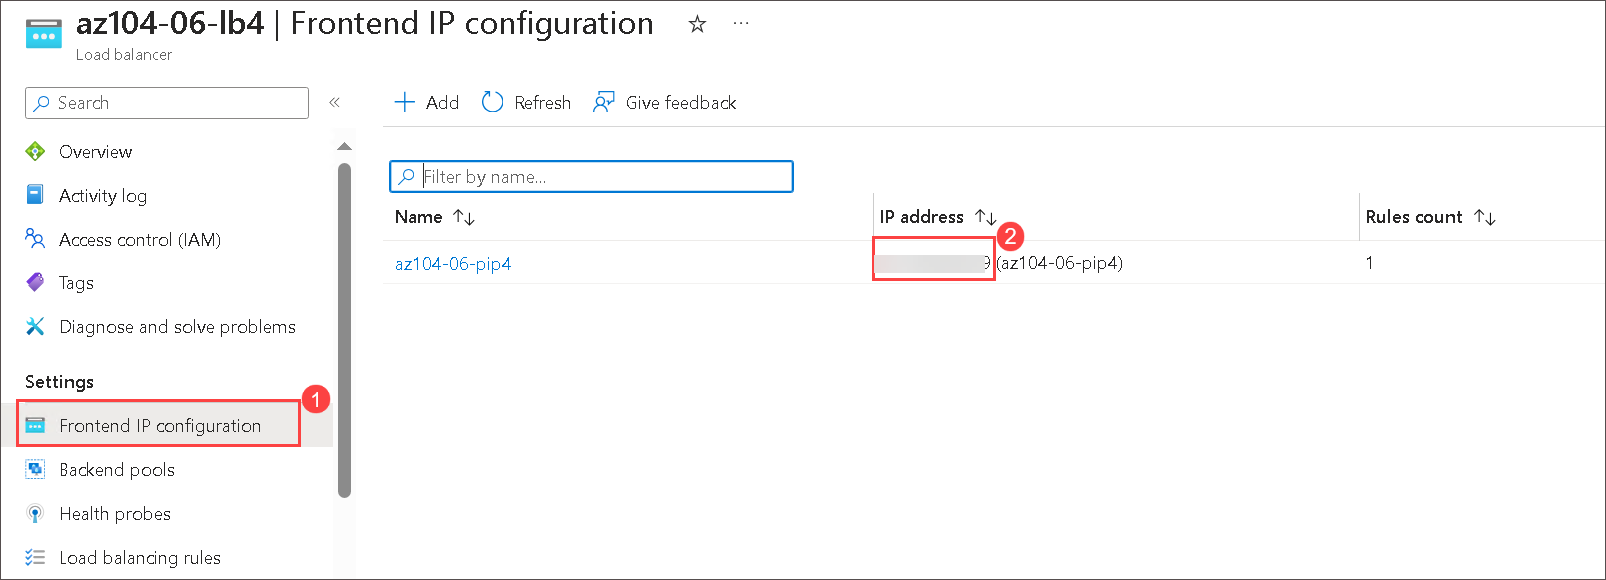 az104-06-lb4 | Frontend IP configuration
Load balancer
Search
Add Refresh Give feedback
Overview
Activity log
Access control (IAM)
Tags
Diagnose and solve problems
Settings
Frontend IP configuration
1
Backend pools
Health probes
Load balancing rules
Filter by name...
Name IP address Rules count
2
az104-06-pip4 9 (az104-06-pip4) 1